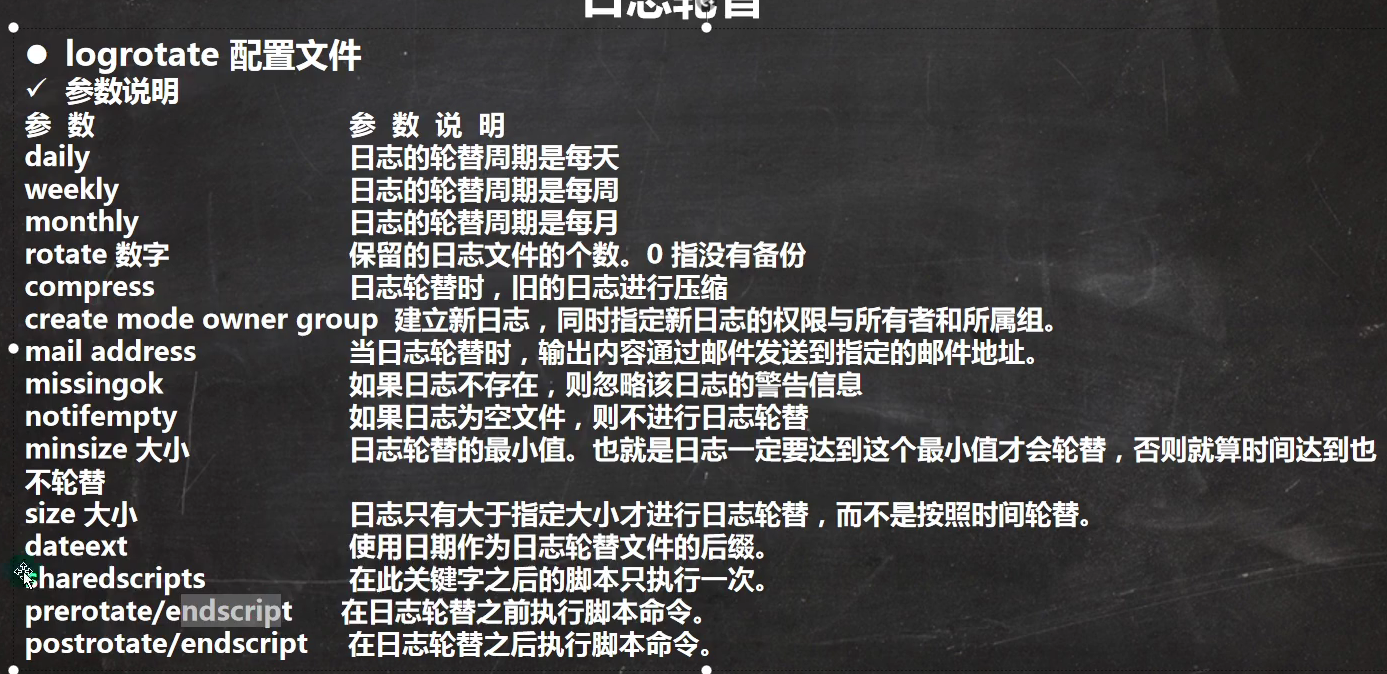 日志轮替
● logrotate 配置文件
✓ 参数说明
参 数 参 数 说 明
daily 日志的轮替周期是每天
weekly 日志的轮替周期是每周
monthly 日志的轮替周期是每月
rotate 数字 保留的日志文件的个数。0 指没有备份
compress 日志轮替时，旧的日志进行压缩
create mode owner group 建立新日志，同时指定新日志的权限与所有者和所属组。
mail address 当日志轮替时，输出内容通过邮件发送到指定的邮件地址。
missingok 如果日志不存在，则忽略该日志的警告信息
notifempty 如果日志为空文件，则不进行日志轮替
minsize 大小 日志轮替的最小值。也就是日志一定要达到这个最小值才会轮替，否则就算时间达到也
不轮替
size 大小 日志只有大于指定大小才进行日志轮替，而不是按照时间轮替。
dateext 使用日期作为日志轮替文件的后缀。
sharedscripts 在此关键字之后的脚本只执行一次。
prerotate/endscript 在日志轮替之前执行脚本命令。
postrotate/endscript 在日志轮替之后执行脚本命令。